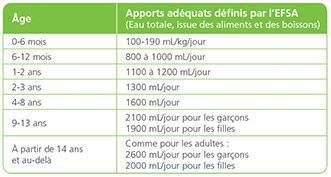 Âge
Apports adéquats définis par l'EFSA
(Eau totale, issue des aliments et des boissons)
0-6 mois
100-190 mL/kg/jour
6-12 mois
800 à 1000 mL/jour
1-2 ans
1100 à 1200 mL/jour
2-3 ans
1300 mL/jour
4-8 ans
1600 mL/jour
9-13 ans
2100 mL/jour pour les garçons
1900 mL/jour pour les filles
À partir de 14 ans
et au-delà
Comme pour les adultes :
2600 mL/jour pour les garçons
2000 mL/jour pour les filles